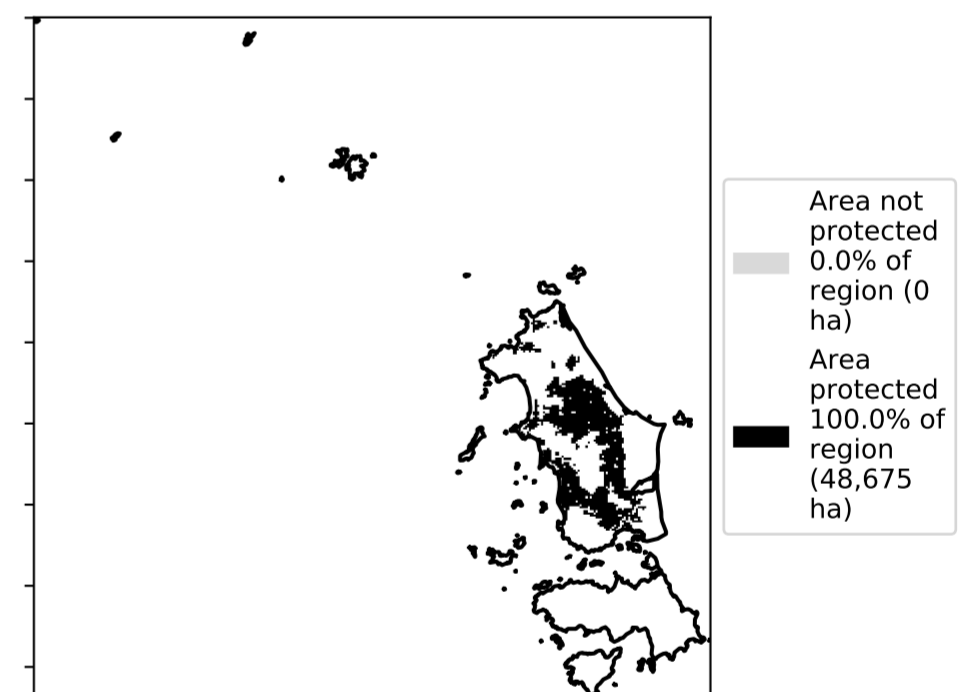 Area not
protected
0.0% of
region (0
ha)
Area
protected
100.0% of
region
(48,675
ha)